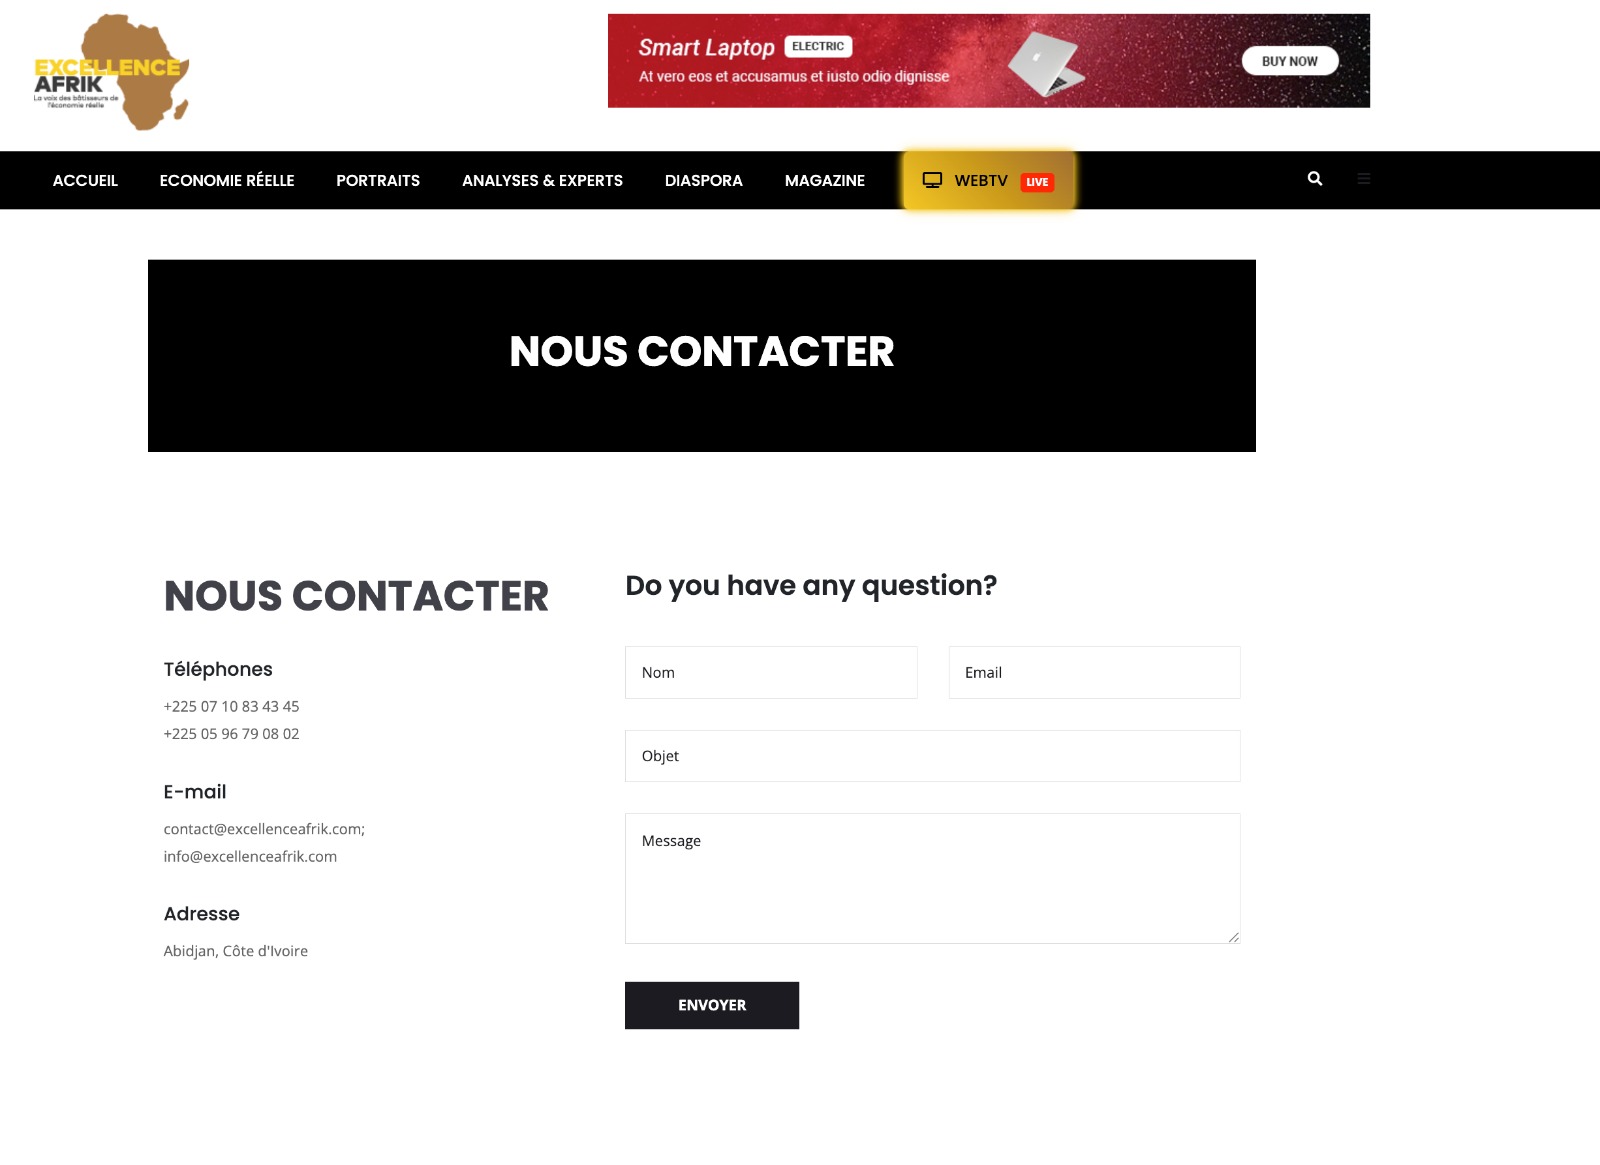 EXCELLENCE
AFRIK
La voix des bâtisseurs de
l'économie réelle
Smart Laptop ELECTRIC
At vero eos et accusamus et iusto odio dignisse
BUY NOW
ACCUEIL ECONOMIE RÉELLE PORTRAITS ANALYSES & EXPERTS DIASPORA MAGAZINE WEBTV LIVE
NOUS CONTACTER
NOUS CONTACTER
Téléphones
+225 07 10 83 43 45
+225 05 96 79 08 02
E-mail
contact@excellenceafrik.com;
info@excellenceafrik.com
Adresse
Abidjan, Côte d'Ivoire
Do you have any question?
Nom Email
Objet
Message
ENVOYER